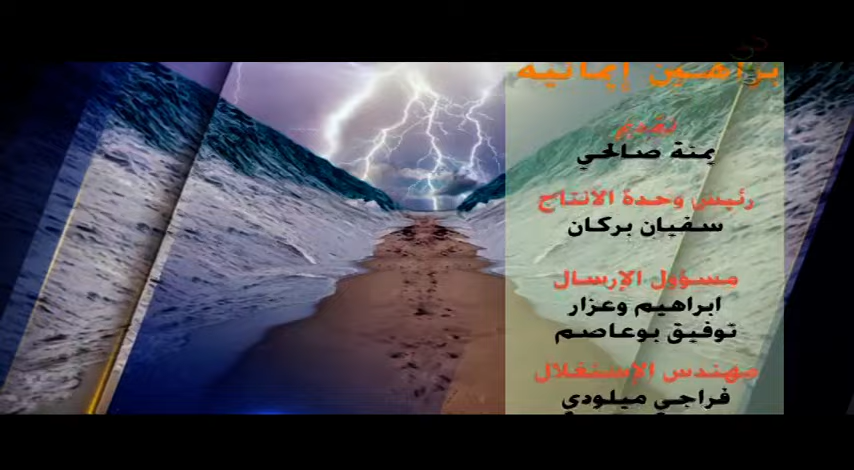 براهين إيمانية
تقديم
يمنة صالحي
رئيس وحدة الانتاج
سفيان بركان
مسؤول الإرسال
ابراهيم وعزار
توفيق بوعاصم
مهندس الإستغلال
فراجي ميلودي